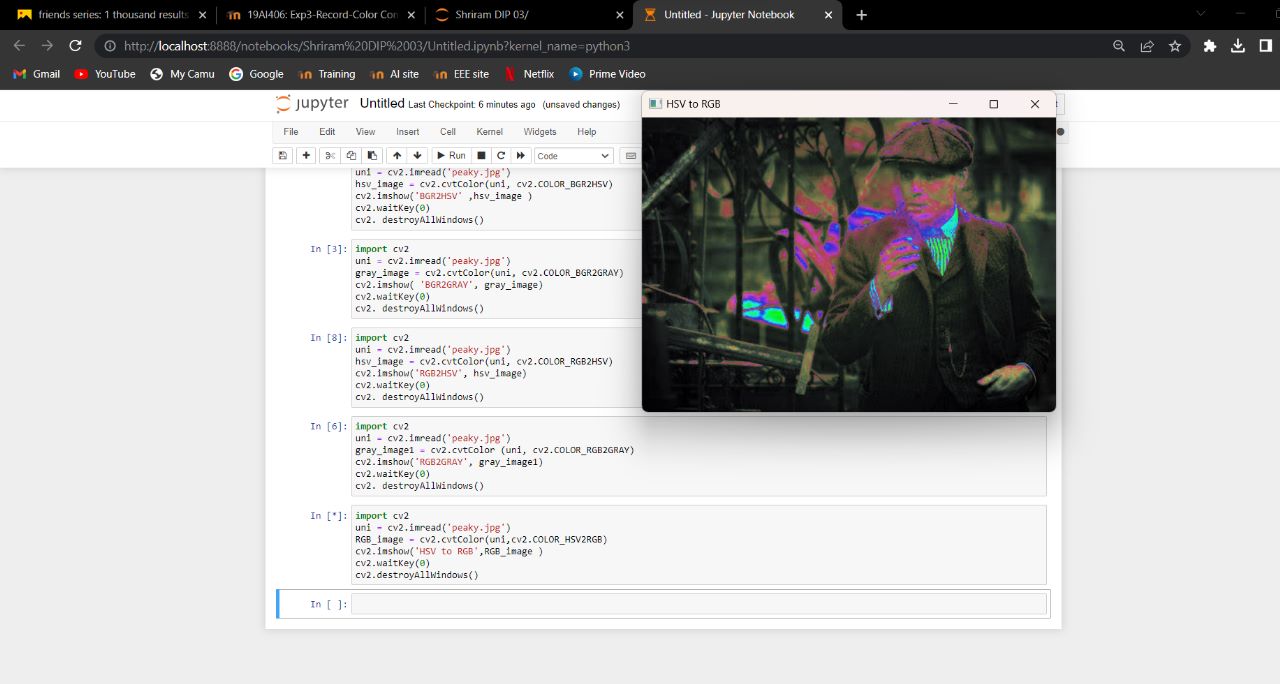 friends series: 1 thousand results
19AI406: Exp3-Record-Color Con
Shriram DIP 03/
Untitled - Jupyter Notebook
http://localhost:8888/notebooks/Shriram%20DIP%2003/Untitled.ipynb?kernel_name=python3
Gmail YouTube My Camu Google Training AI site EEE site Netflix Prime Video
jupyter Untitled Last Checkpoint: 6 minutes ago (unsaved changes)
HSV to RGB
File Edit View Insert Cell Kernel Widgets Help
Run Code
uni = cv2.imread('peaky.jpg')
hsv_image = cv2.cvtColor(uni, cv2.COLOR_BGR2HSV)
cv2.imshow('BGR2HSV' ,hsv_image )
cv2.waitKey(0)
cv2. destroyAllWindows()
In [3]: import cv2
uni = cv2.imread('peaky.jpg')
gray_image = cv2.cvtColor(uni, cv2.COLOR_BGR2GRAY)
cv2.imshow( 'BGR2GRAY', gray_image)
cv2.waitKey(0)
cv2. destroyAllWindows()
In [8]: import cv2
uni = cv2.imread('peaky.jpg')
hsv_image = cv2.cvtColor(uni, cv2.COLOR_RGB2HSV)
cv2.imshow('RGB2HSV', hsv_image)
cv2.waitKey(0)
cv2. destroyAllWindows()
In [6]: import cv2
uni = cv2.imread('peaky.jpg')
gray_image1 = cv2.cvtColor (uni, cv2.COLOR_RGB2GRAY)
cv2.imshow('RGB2GRAY', gray_image1)
cv2.waitKey(0)
cv2. destroyAllWindows()
In [*]: import cv2
uni = cv2.imread('peaky.jpg')
RGB_image = cv2.cvtColor(uni,cv2.COLOR_HSV2RGB)
cv2.imshow('HSV to RGB',RGB_image )
cv2.waitKey(0)
cv2.destroyAllWindows()
In [ ]: